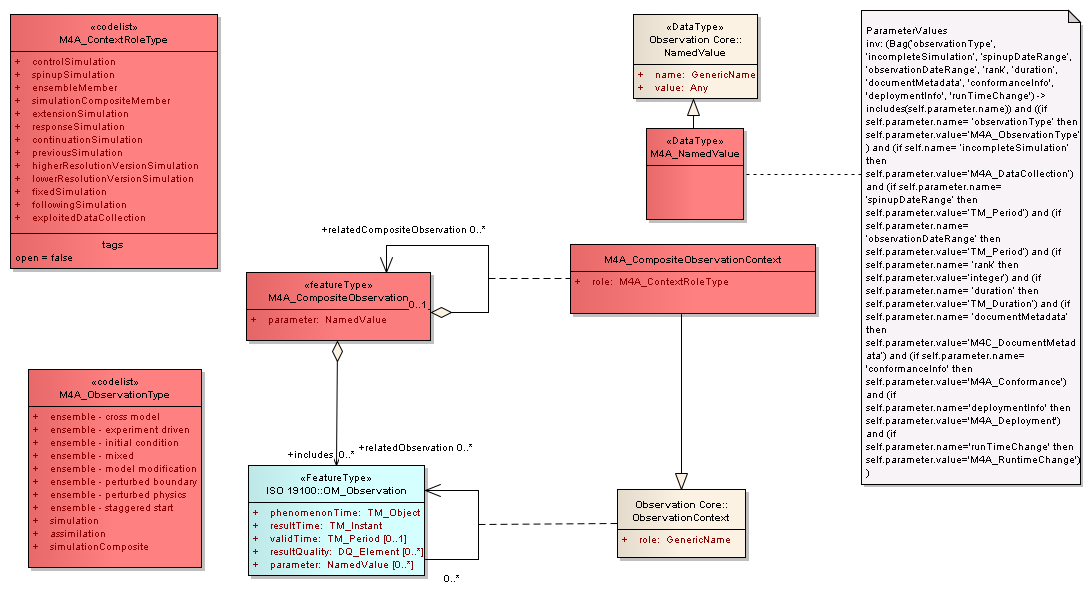 «codelist»
M4A_ContextRoleType
+ controlSimulation
+ spinupSimulation
+ ensembleMember
+ simulationCompositeMember
+ extensionSimulation
+ responseSimulation
+ continuationSimulation
+ previousSimulation
+ higherResolutionVersionSimulation
+ lowerResolutionVersionSimulation
+ fixedSimulation
+ followingSimulation
+ exploitedDataCollection
tags
open = false
«DataType»
Observation Core::
NamedValue
+ name: GenericName
+ value: Any
«DataType»
M4A_NamedValue
ParameterValues
inv: (Bag('observationType',
'incompleteSimulation', 'spinupDateRange',
'observationDateRange', 'rank', 'duration',
'documentMetadata', 'conformanceInfo',
'deploymentInfo', 'runTimeChange') ->
includes(self.parameter.name)) and ((if
self.parameter.name= 'observationType' then
self.parameter.value='M4A_ObservationType'
) and (if self.name= 'incompleteSimulation'
then
self.parameter.value='M4A_DataCollection')
and (if self.parameter.name=
'spinupDateRange' then
self.parameter.value='TM_Period') and (if
self.parameter.name=
'observationDateRange' then
self.parameter.value='TM_Period') and (if
self.parameter.name= 'rank' then
self.parameter.value='integer') and (if
self.parameter.name= 'duration' then
self.parameter.value='TM_Duration') and (if
self.parameter.name= 'documentMetadata'
then
self.parameter.value='M4C_DocumentMetad
ata') and (if self.parameter.name=
'conformanceInfo' then
self.parameter.value='M4A_Conformance')
and (if
self.parameter.name='deploymentInfo' then
self.parameter.value='M4A_Deployment')
and (if
self.parameter.name='runTimeChange' then
self.parameter.value='M4A_RuntimeChange')
)
+relatedCompositeObservation 0..*
«featureType»
M4A_CompositeObservation
+ parameter: NamedValue
0..1
M4A_CompositeObservationContext
+ role: M4A_ContextRoleType
«codelist»
M4A_ObservationType
+ ensemble - cross model
+ ensemble - experiment driven
+ ensemble - initial condition
+ ensemble - mixed
+ ensemble - model modification
+ ensemble - perturbed boundary
+ ensemble - perturbed physics
+ ensemble - staggered start
+ simulation
+ assimilation
+ simulationComposite
+relatedObservation 0..*
+includes 0..*
«FeatureType»
ISO 19100::OM_Observation
+ phenomenonTime: TM_Object
+ resultTime: TM_Instant
+ validTime: TM_Period [0..1]
+ resultQuality: DQ_Element [0..*]
+ parameter: NamedValue [0..*]
0..*
Observation Core::
ObservationContext
+ role: GenericName